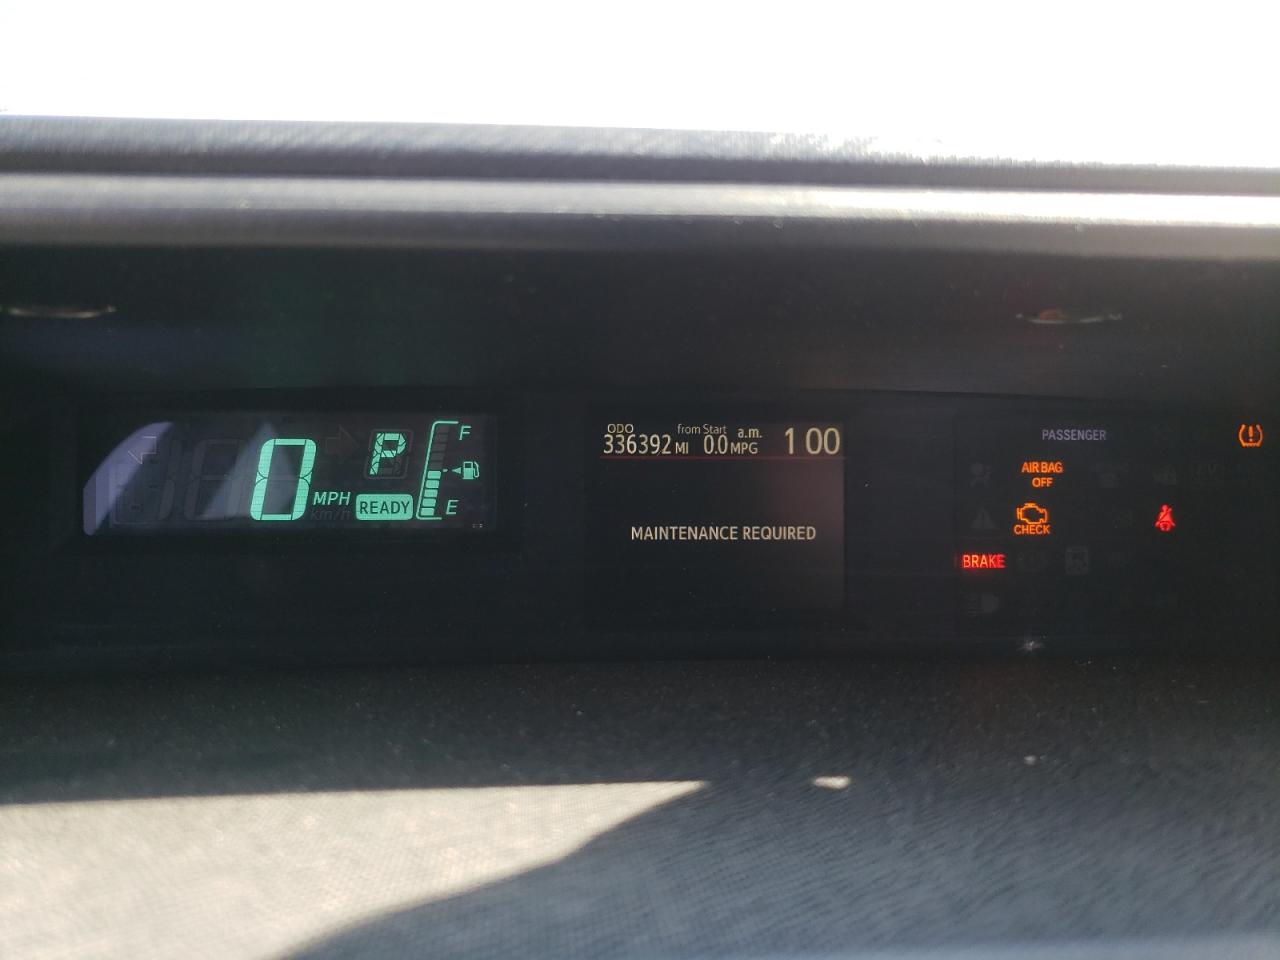 0 MPH
km/h
P
READY
F
E
ODO
336392 MI
from Start
0.0 MPG
a.m.
1 00
MAINTENANCE REQUIRED
PASSENGER
AIR BAG
OFF
CHECK
BRAKE